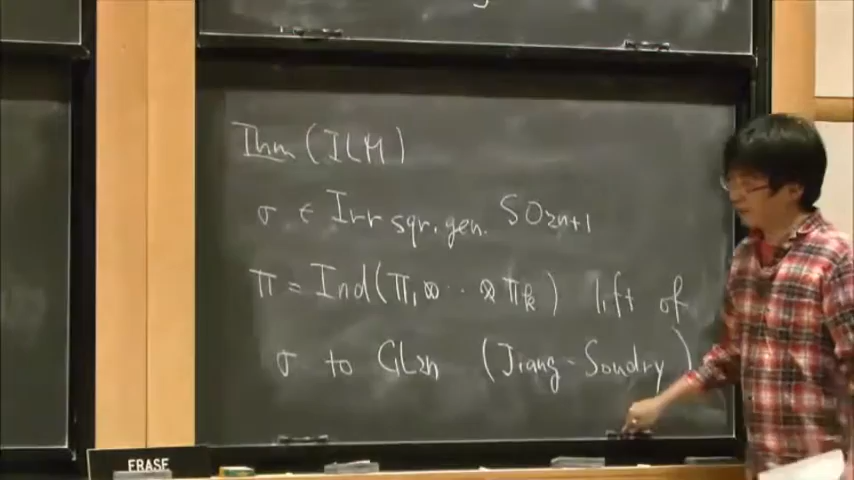 Thm (ILM)
σ ∈ Irr sqr. gen. SO2n+1
π = Ind(π1 ⊗ ··· ⊗ πk) lift of
σ to GL2n (Jiang-Soudry)
ERASE